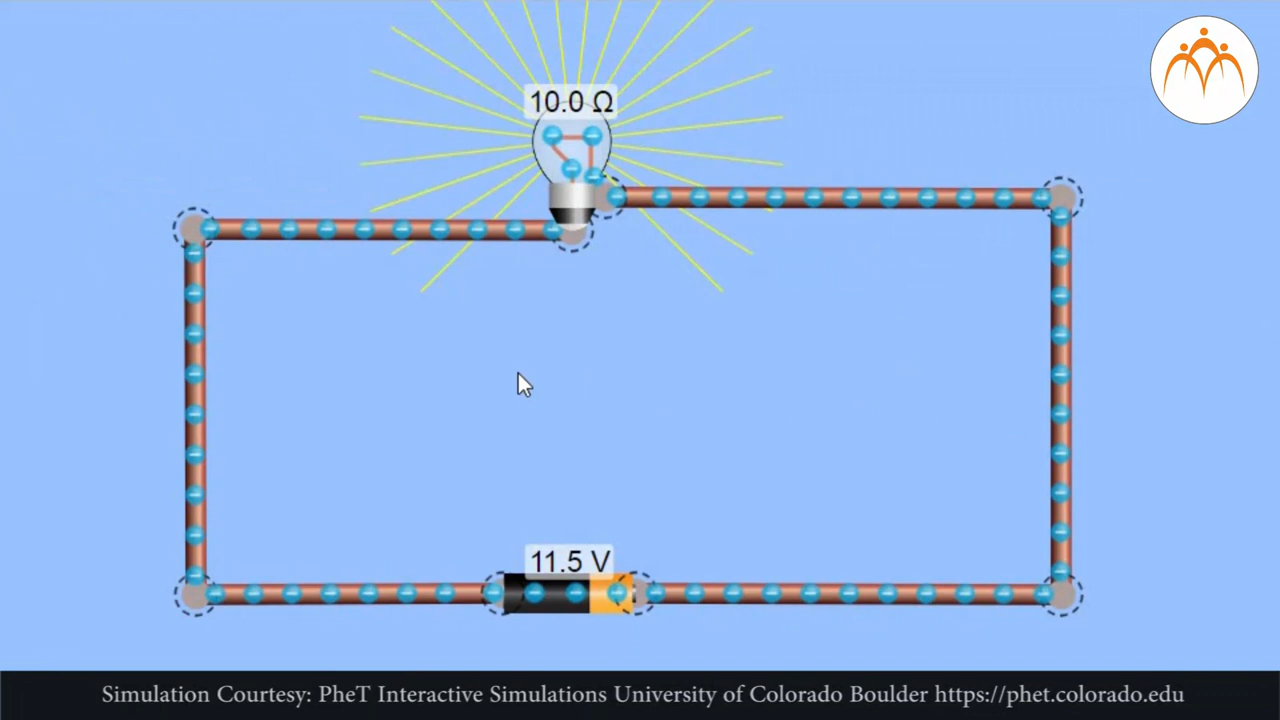 10.0 Ω
11.5 V
Simulation Courtesy: PheT Interactive Simulations University of Colorado Boulder https://phet.colorado.edu